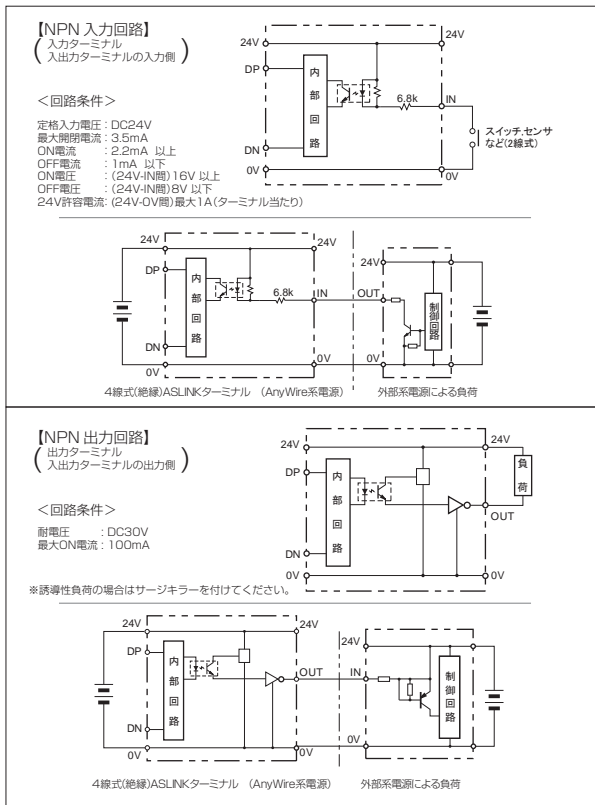 【NPN 入力回路】
( 入力ターミナル
入出力ターミナルの入力側 )
＜回路条件＞
定格入力電圧 : DC24V
最大開閉電流 : 3.5mA
ON電流 : 2.2mA 以上
OFF電流 : 1mA 以下
ON電圧 : (24V-IN間)16V 以上
OFF電圧 : (24V-IN間)8V 以下
24V許容電流: (24V-0V間)最大1A(ターミナル当たり)
24V
24V
DP
内部回路
6.8k
IN
スイッチ,センサ
など(2線式)
DN
0V
0V
24V
24V
DP
内部回路
6.8k
IN
DN
0V
0V
24V
OUT
制御回路
0V
4線式(絶縁)ASLINKターミナル (AnyWire系電源)
外部系電源による負荷
【NPN 出力回路】
( 出力ターミナル
入出力ターミナルの出力側 )
＜回路条件＞
耐電圧 : DC30V
最大ON電流 : 100mA
※誘導性負荷の場合はサージキラーを付けてください。
24V
24V
DP
内部回路
負荷
OUT
DN
0V
0V
24V
24V
DP
内部回路
OUT
DN
0V
0V
24V
IN
制御回路
0V
4線式(絶縁)ASLINKターミナル (AnyWire系電源)
外部系電源による負荷